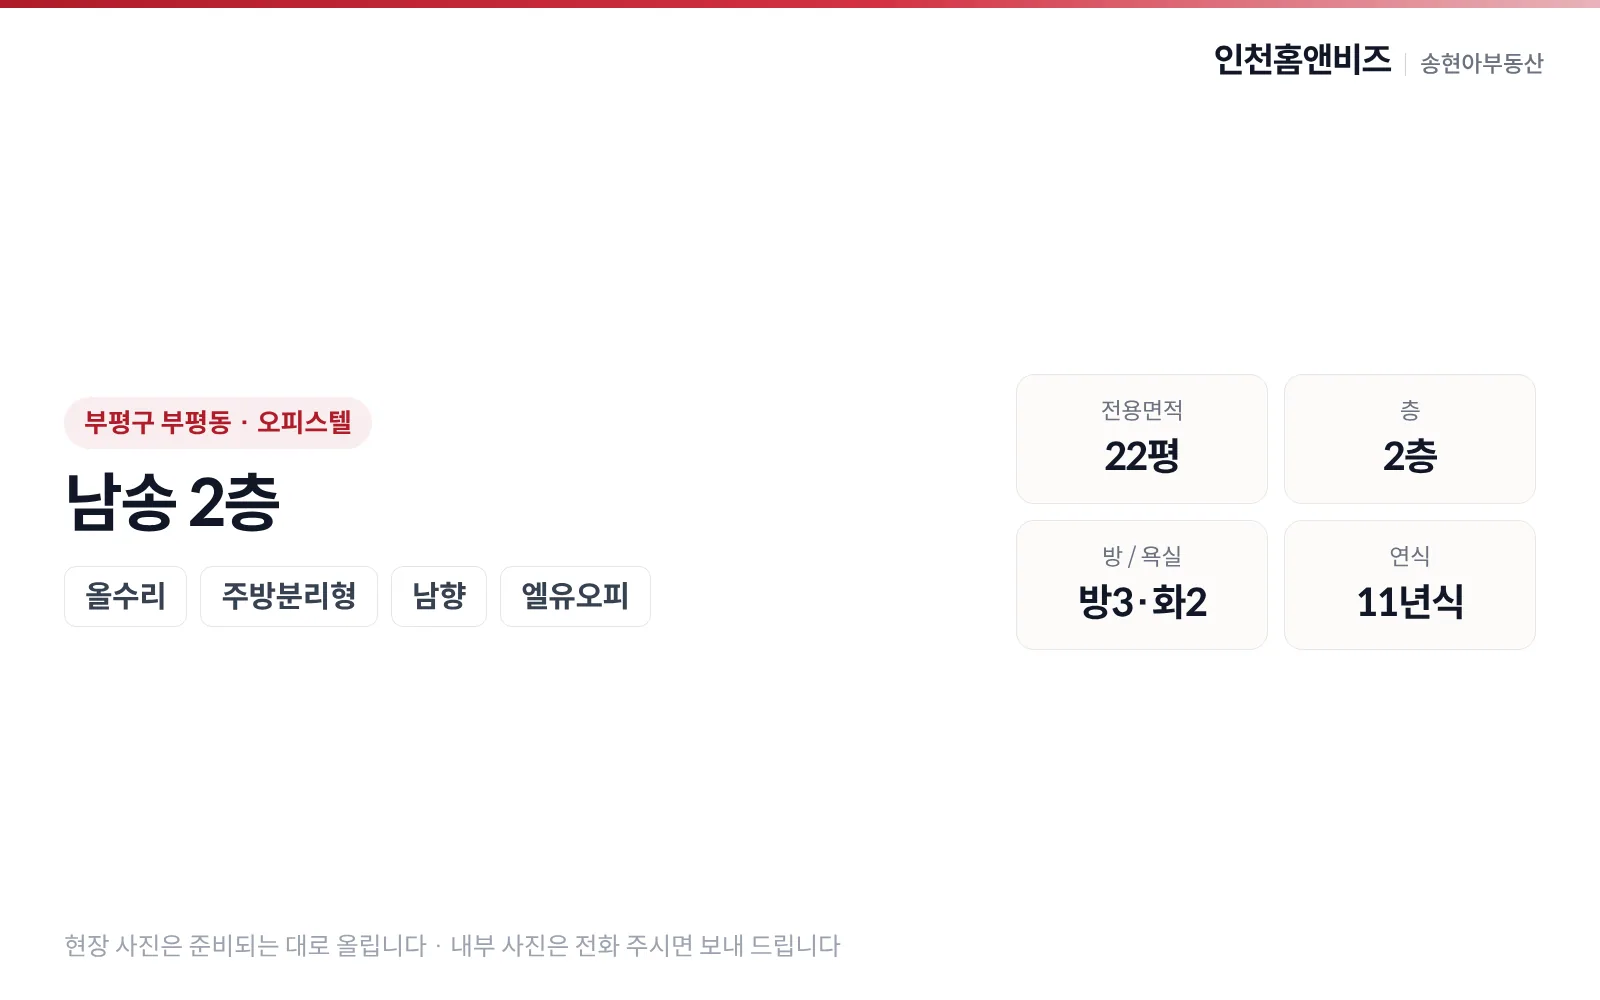 인천홈앤비즈 송현아부동산
부평구 부평동 · 오피스텔
남송 2층
올수리 주방분리형 남향 엘유오피
전용면적
22평
층
2층
방 / 욕실
방3·화2
연식
11년식
현장 사진은 준비되는 대로 올립니다 · 내부 사진은 전화 주시면 보내 드립니다